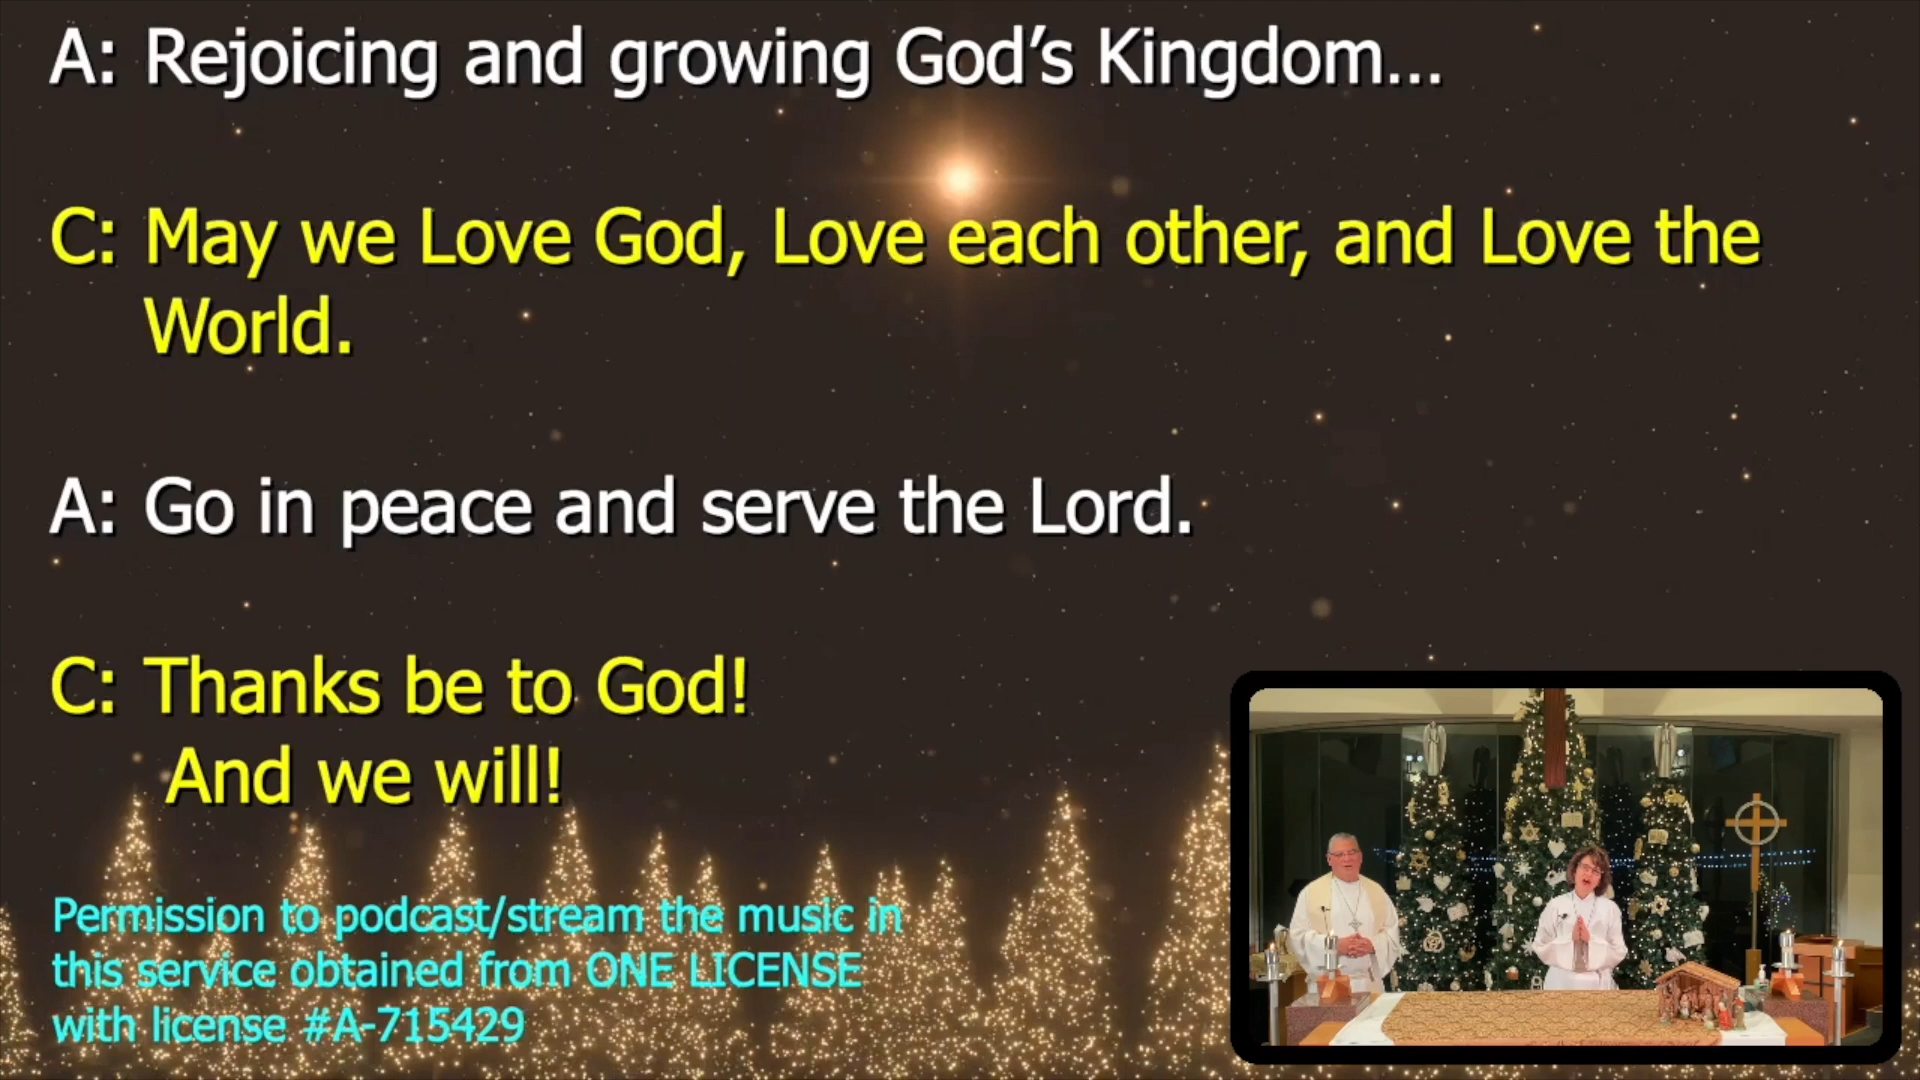 A: Rejoicing and growing God’s Kingdom...
C: May we Love God, Love each other, and Love the
World.
A: Go in peace and serve the Lord.
C: Thanks be to God!
And we will!
Permission to podcast/stream the music in
this service obtained from ONE LICENSE
with license #A-715429